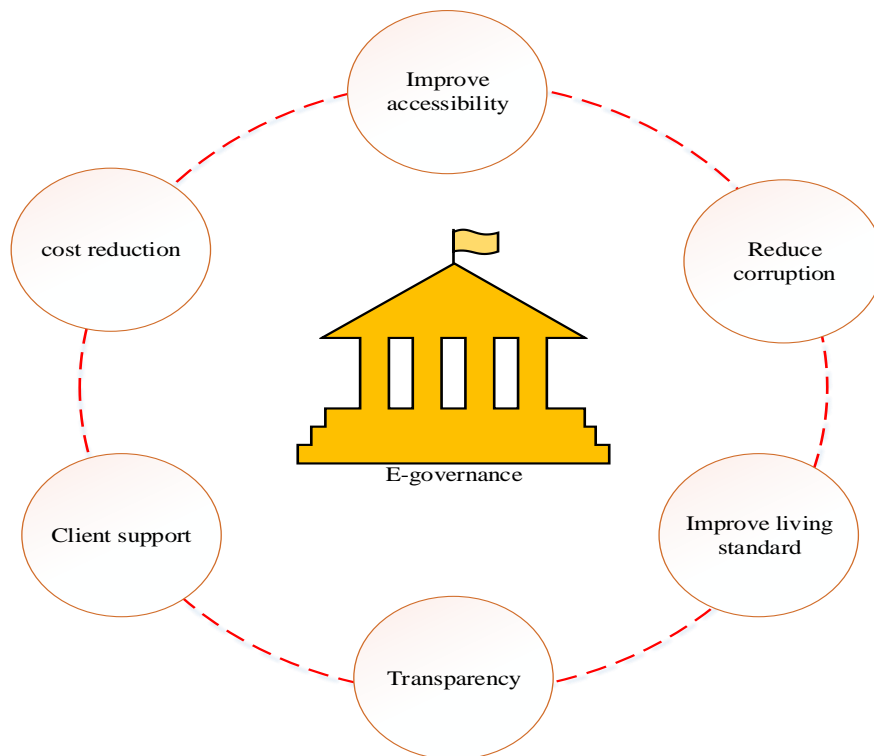 Improve
accessibility
cost reduction
Reduce
corruption
E-governance
Client support
Improve living
standard
Transparency